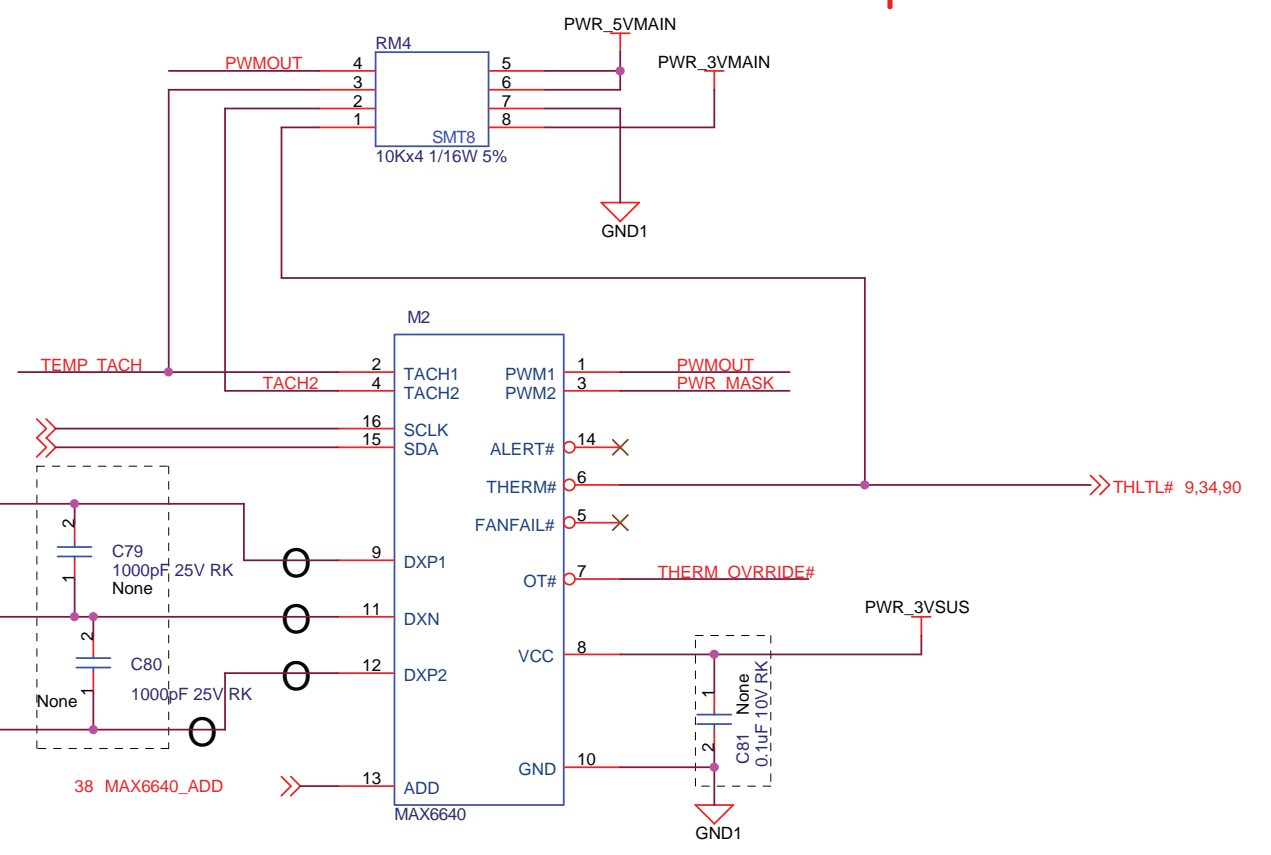 PWR_5VMAIN
RM4
PWMOUT
4
5
PWR_3VMAIN
3
6
2
7
1
8
SMT8
10Kx4 1/16W 5%
GND1
M2
TEMP_TACH
2
TACH1
PWM1
1
PWMOUT
TACH2
4
TACH2
PWM2
3
PWR_MASK
16
SCLK
15
SDA
ALERT#
14
THERM#
6
THLTL# 9,34,90
FANFAIL#
5
2
C79
1000pF 25V RK
1
None
9
DXP1
OT#
7
THERM_OVRRIDE#
PWR_3VSUS
11
DXN
2
C80
1000pF 25V RK
1
None
12
DXP2
VCC
8
1
None
C81
0.1uF 10V RK
2
GND
10
38 MAX6640_ADD
13
ADD
MAX6640
GND1